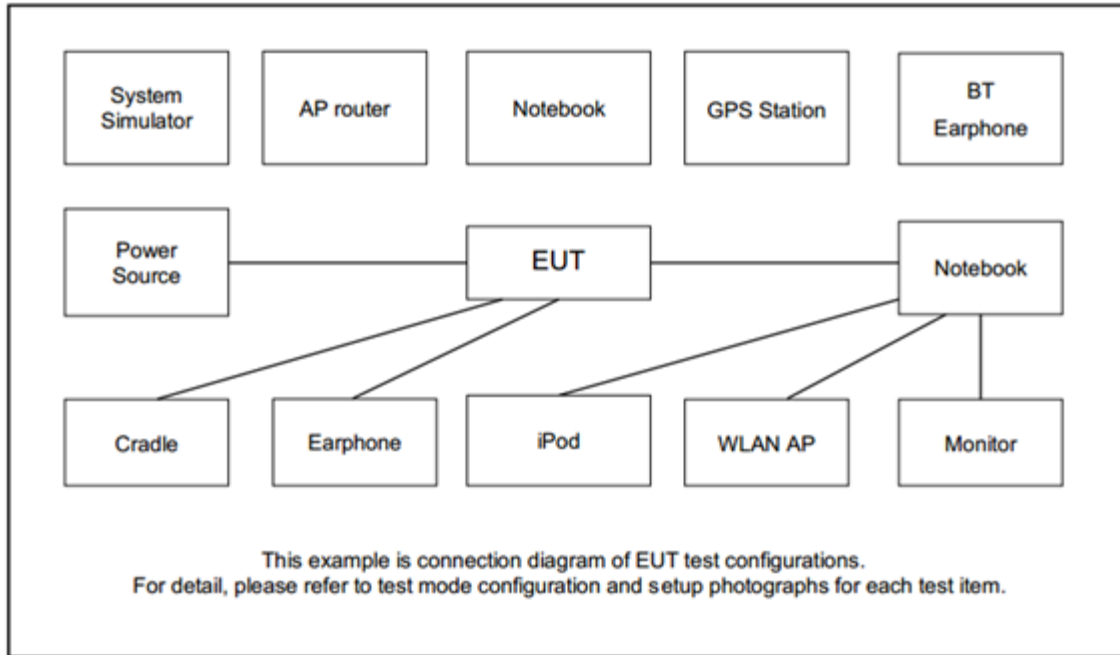 System
Simulator
AP router
Notebook
GPS Station
BT
Earphone
Power
Source
EUT
Notebook
Cradle
Earphone
iPod
WLAN AP
Monitor
This example is connection diagram of EUT test configurations.
For detail, please refer to test mode configuration and setup photographs for each test item.